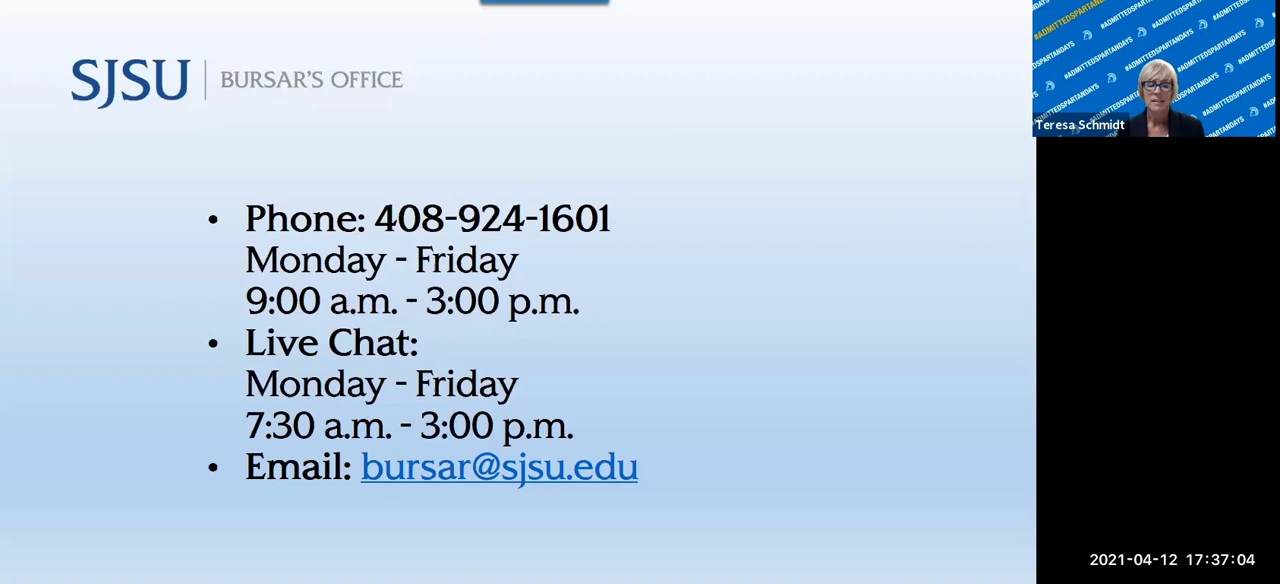 SJSU | BURSAR'S OFFICE
• Phone: 408-924-1601
Monday - Friday
9:00 a.m. - 3:00 p.m.
• Live Chat:
Monday - Friday
7:30 a.m. - 3:00 p.m.
• Email: bursar@sjsu.edu
#ADMITTEDSPARTANDAYS
Teresa Schmidt
2021-04-12 17:37:04